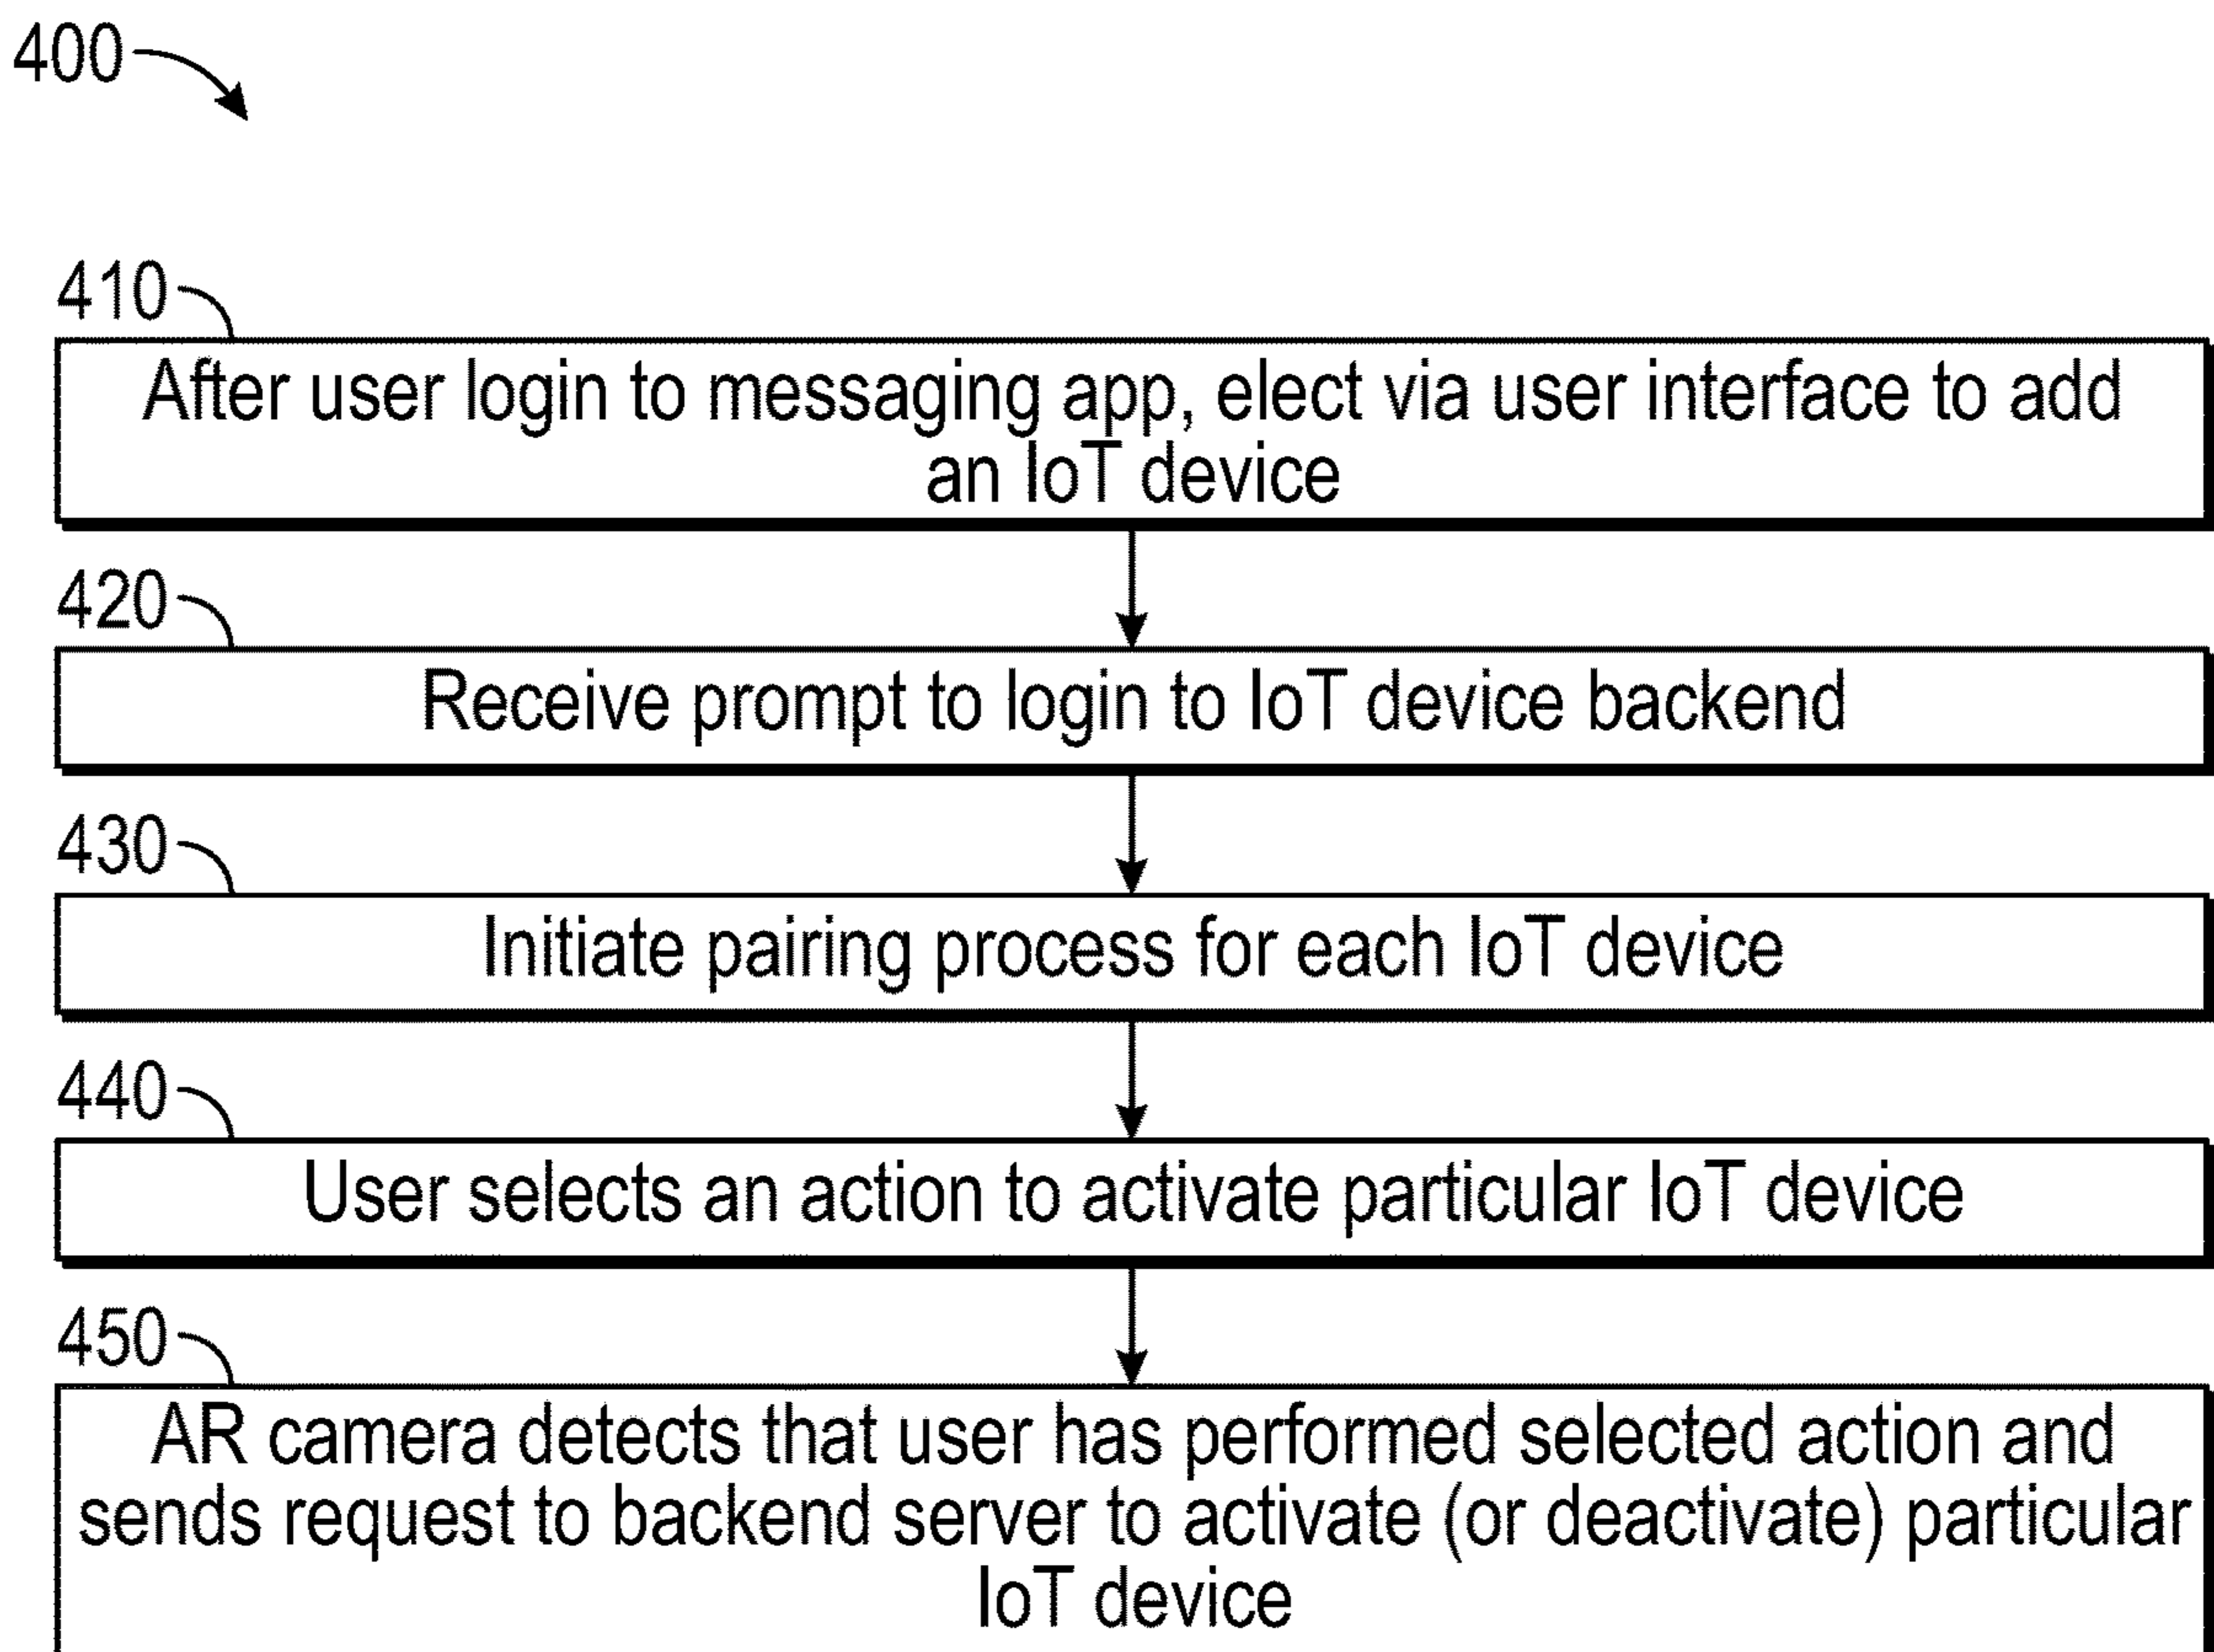 400
410
After user login to messaging app, elect via user interface to add
an IoT device
420
Receive prompt to login to IoT device backend
430
Initiate pairing process for each IoT device
440
User selects an action to activate particular IoT device
450
AR camera detects that user has performed selected action and
sends request to backend server to activate (or deactivate) particular
IoT device